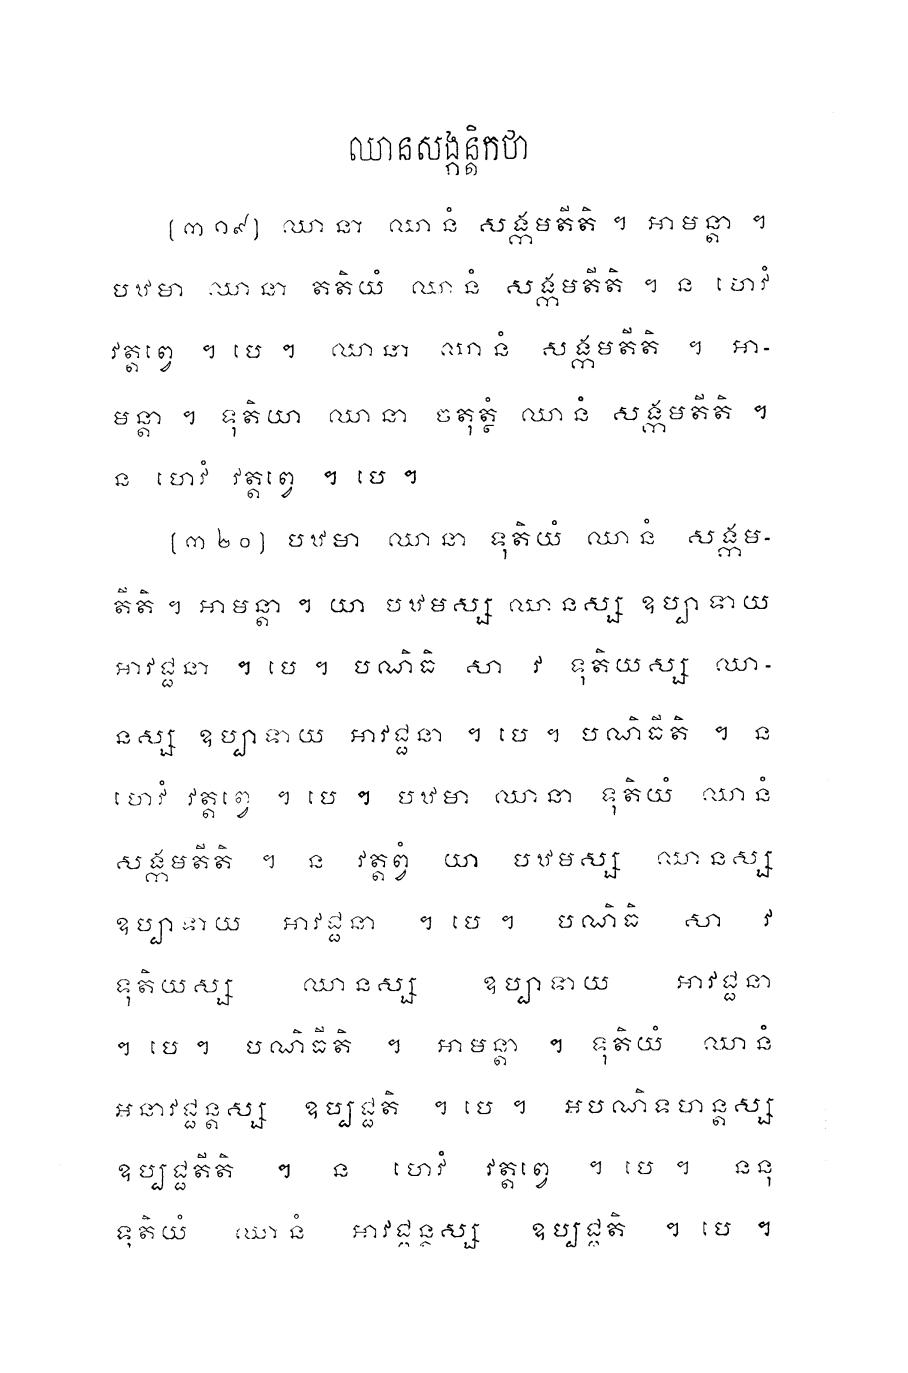 ឈានសង្កន្តិកថា
(៣១៩) ឈានា ឈានំ សង្កមតីតិ ។ អាមន្តា ។
បឋមា ឈានា តតិយំ ឈានំ សង្កមតីតិ ។ ន ហេវំ
វត្តព្វេ ។ បេ ។ ឈានា ឈានំ សង្កមតីតិ ។ អា-
មន្តា ។ ទុតិយា ឈានា ចតុត្ថំ ឈានំ សង្កមតីតិ ។
ន ហេវំ វត្តព្វេ ។ បេ ។
(៣២០) បឋមា ឈានា ទុតិយំ ឈានំ សង្កម-
តីតិ ។ អាមន្តា ។ យា បឋមស្ស ឈានស្ស ឧប្បាទាយ
អាវជ្ជនា ។ បេ ។ បណិធិ សា វ ទុតិយស្ស ឈា-
នស្ស ឧប្បាទាយ អាវជ្ជនា ។ បេ ។ បណិធីតិ ។ ន
ហេវំ វត្តព្វេ ។ បេ ។ បឋមា ឈានា ទុតិយំ ឈានំ
សង្កមតីតិ ។ ន វត្តព្វំ យា បឋមស្ស ឈានស្ស
ឧប្បាទាយ អាវជ្ជនា ។ បេ ។ បណិធិ សា វ
ទុតិយស្ស ឈានស្ស ឧប្បាទាយ អាវជ្ជនា
។ បេ ។ បណិធីតិ ។ អាមន្តា ។ ទុតិយំ ឈានំ
អនាវជ្ជន្តស្ស ឧប្បជ្ជតិ ។ បេ ។ អបណិទហន្តស្ស
ឧប្បជ្ជតីតិ ។ ន ហេវំ វត្តព្វេ ។ បេ ។ ននុ
ទុតិយំ ឈានំ អាវជ្ជន្តស្ស ឧប្បជ្ជតិ ។ បេ ។